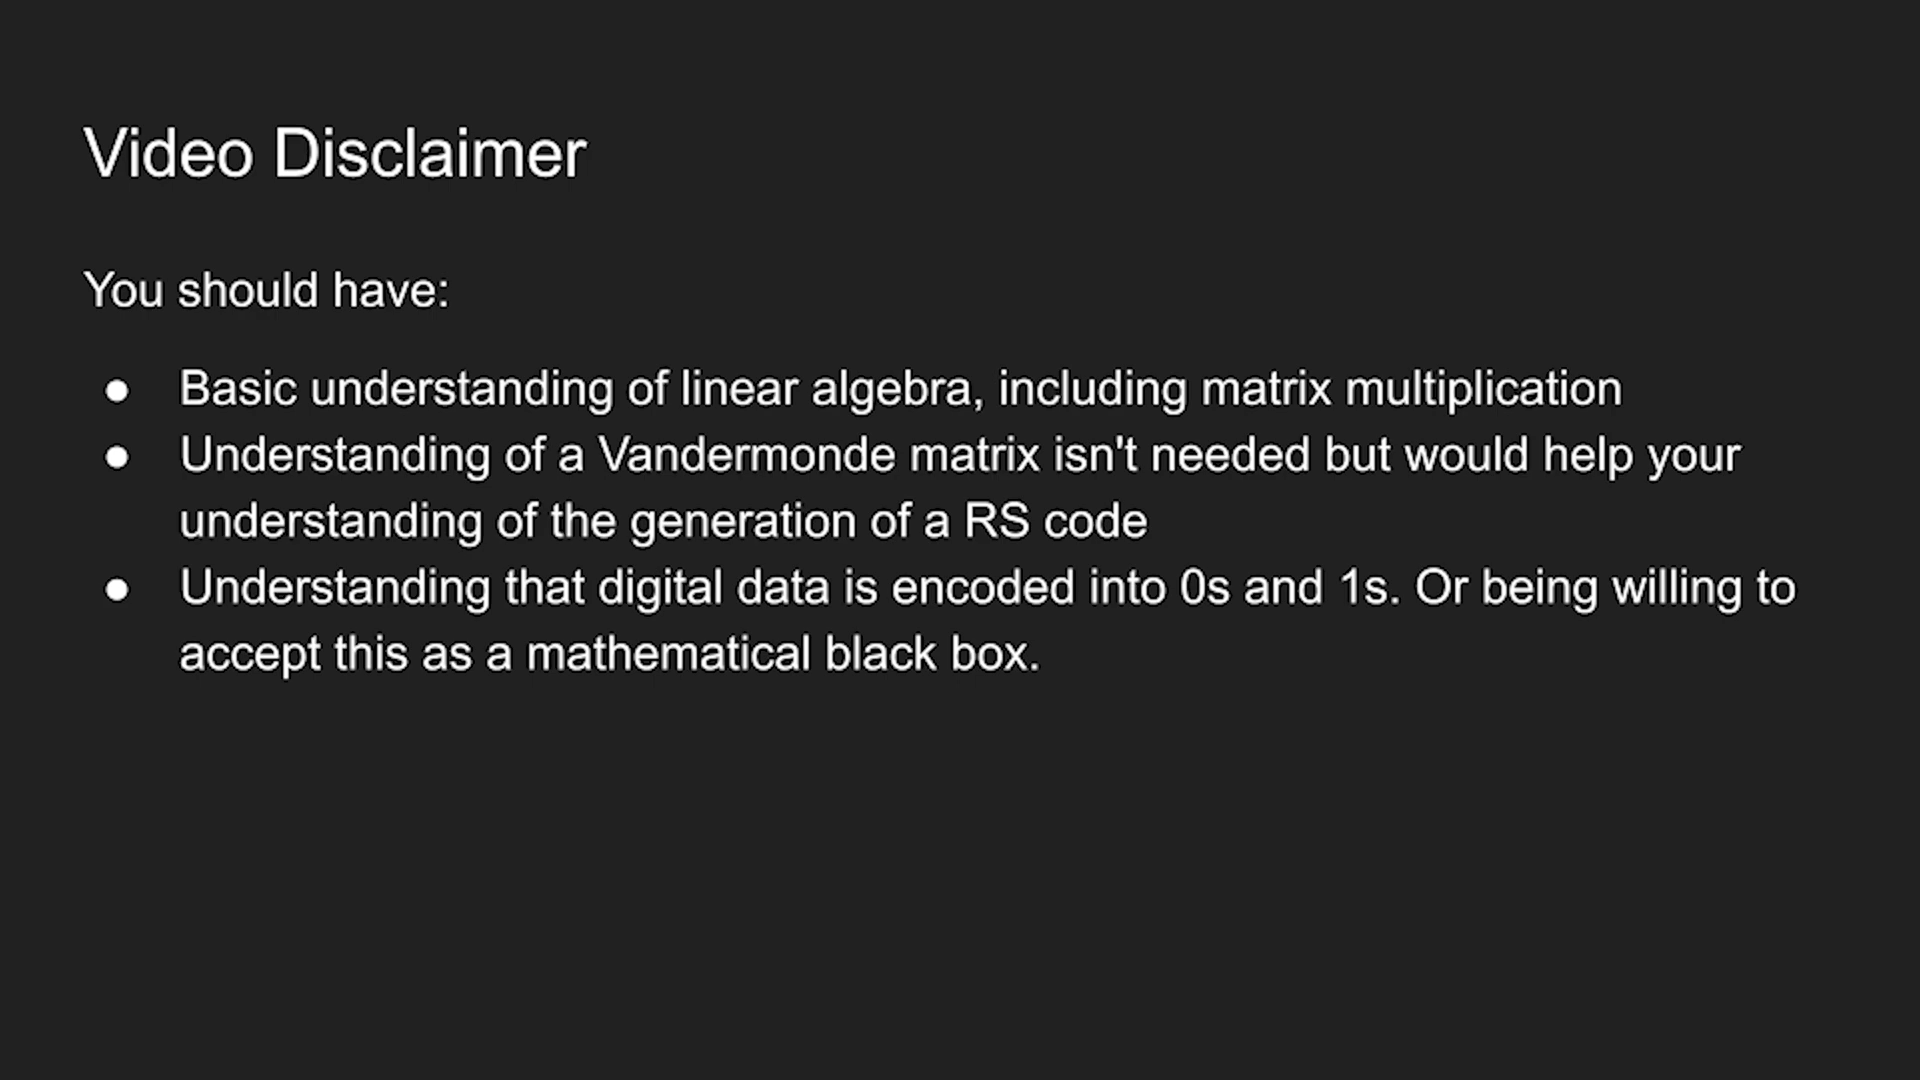 Video Disclaimer
You should have:
● Basic understanding of linear algebra, including matrix multiplication
● Understanding of a Vandermonde matrix isn't needed but would help your
understanding of the generation of a RS code
● Understanding that digital data is encoded into 0s and 1s. Or being willing to
accept this as a mathematical black box.